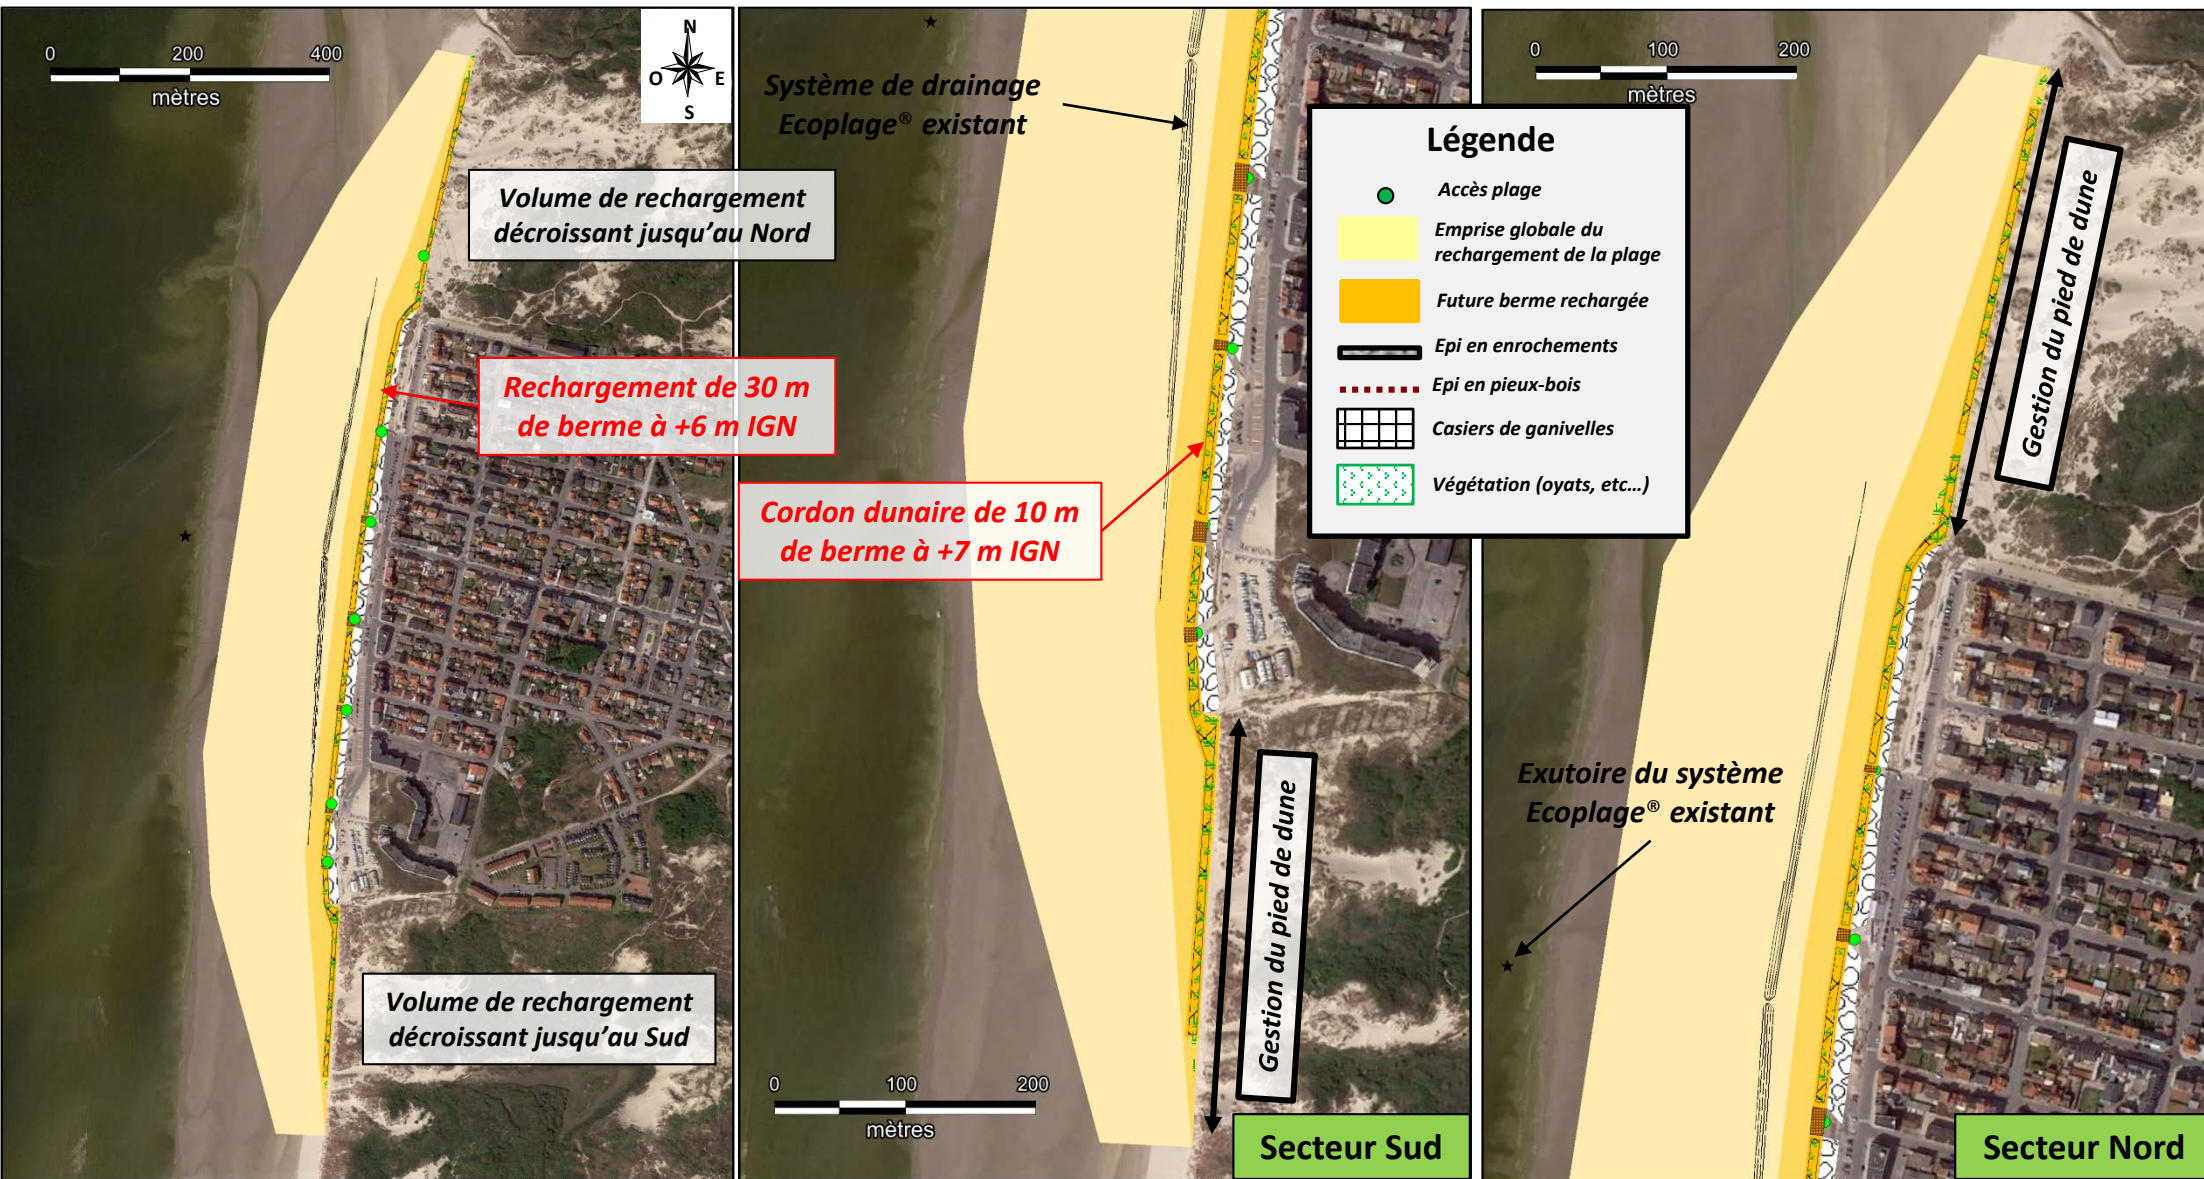 0 200 400
mètres
N
O E
S
Volume de rechargement
décroissant jusqu'au Nord
Rechargement de 30 m
de berme à +6 m IGN
Volume de rechargement
décroissant jusqu'au Sud
Système de drainage
Ecoplage® existant
Cordon dunaire de 10 m
de berme à +7 m IGN
Gestion du pied de dune
0 100 200
mètres
Secteur Sud
Légende
Accès plage
Emprise globale du
rechargement de la plage
Future berme rechargée
Epi en enrochements
Epi en pieux-bois
Casiers de ganivelles
Végétation (oyats, etc...)
0 100 200
mètres
Gestion du pied de dune
Exutoire du système
Ecoplage® existant
Secteur Nord